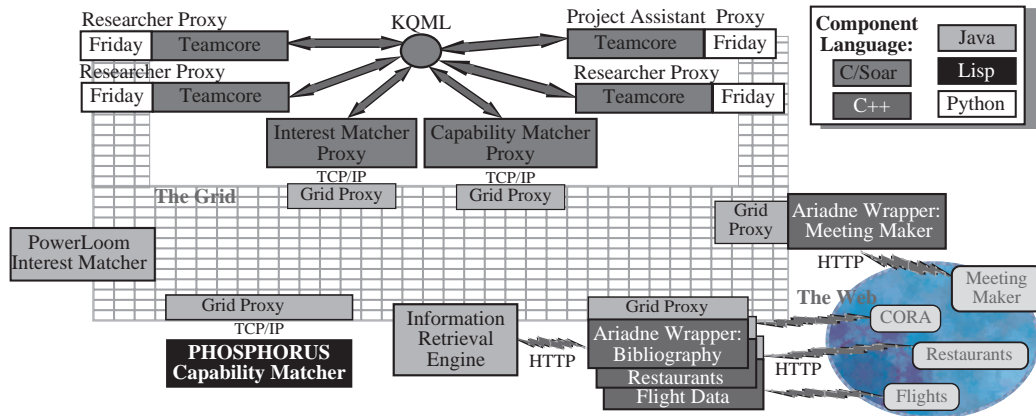 Researcher Proxy
KQML
Project Assistant Proxy
Friday Teamcore
Teamcore Friday
Researcher Proxy
Researcher Proxy
Friday Teamcore
Teamcore Friday
Component
Language:
Java
C/Soar
Lisp
C++
Python
Interest Matcher
Proxy
Capability Matcher
Proxy
TCP/IP
TCP/IP
The Grid
Grid Proxy
Grid Proxy
Grid
Proxy
Ariadne Wrapper:
Meeting Maker
PowerLoom
Interest Matcher
HTTP
Meeting
Maker
The Web
Grid Proxy
TCP/IP
PHOSPHORUS
Capability Matcher
Information
Retrieval
Engine
HTTP
Grid Proxy
Ariadne Wrapper:
Bibliography
Restaurants
Flight Data
HTTP
CORA
Restaurants
Flights